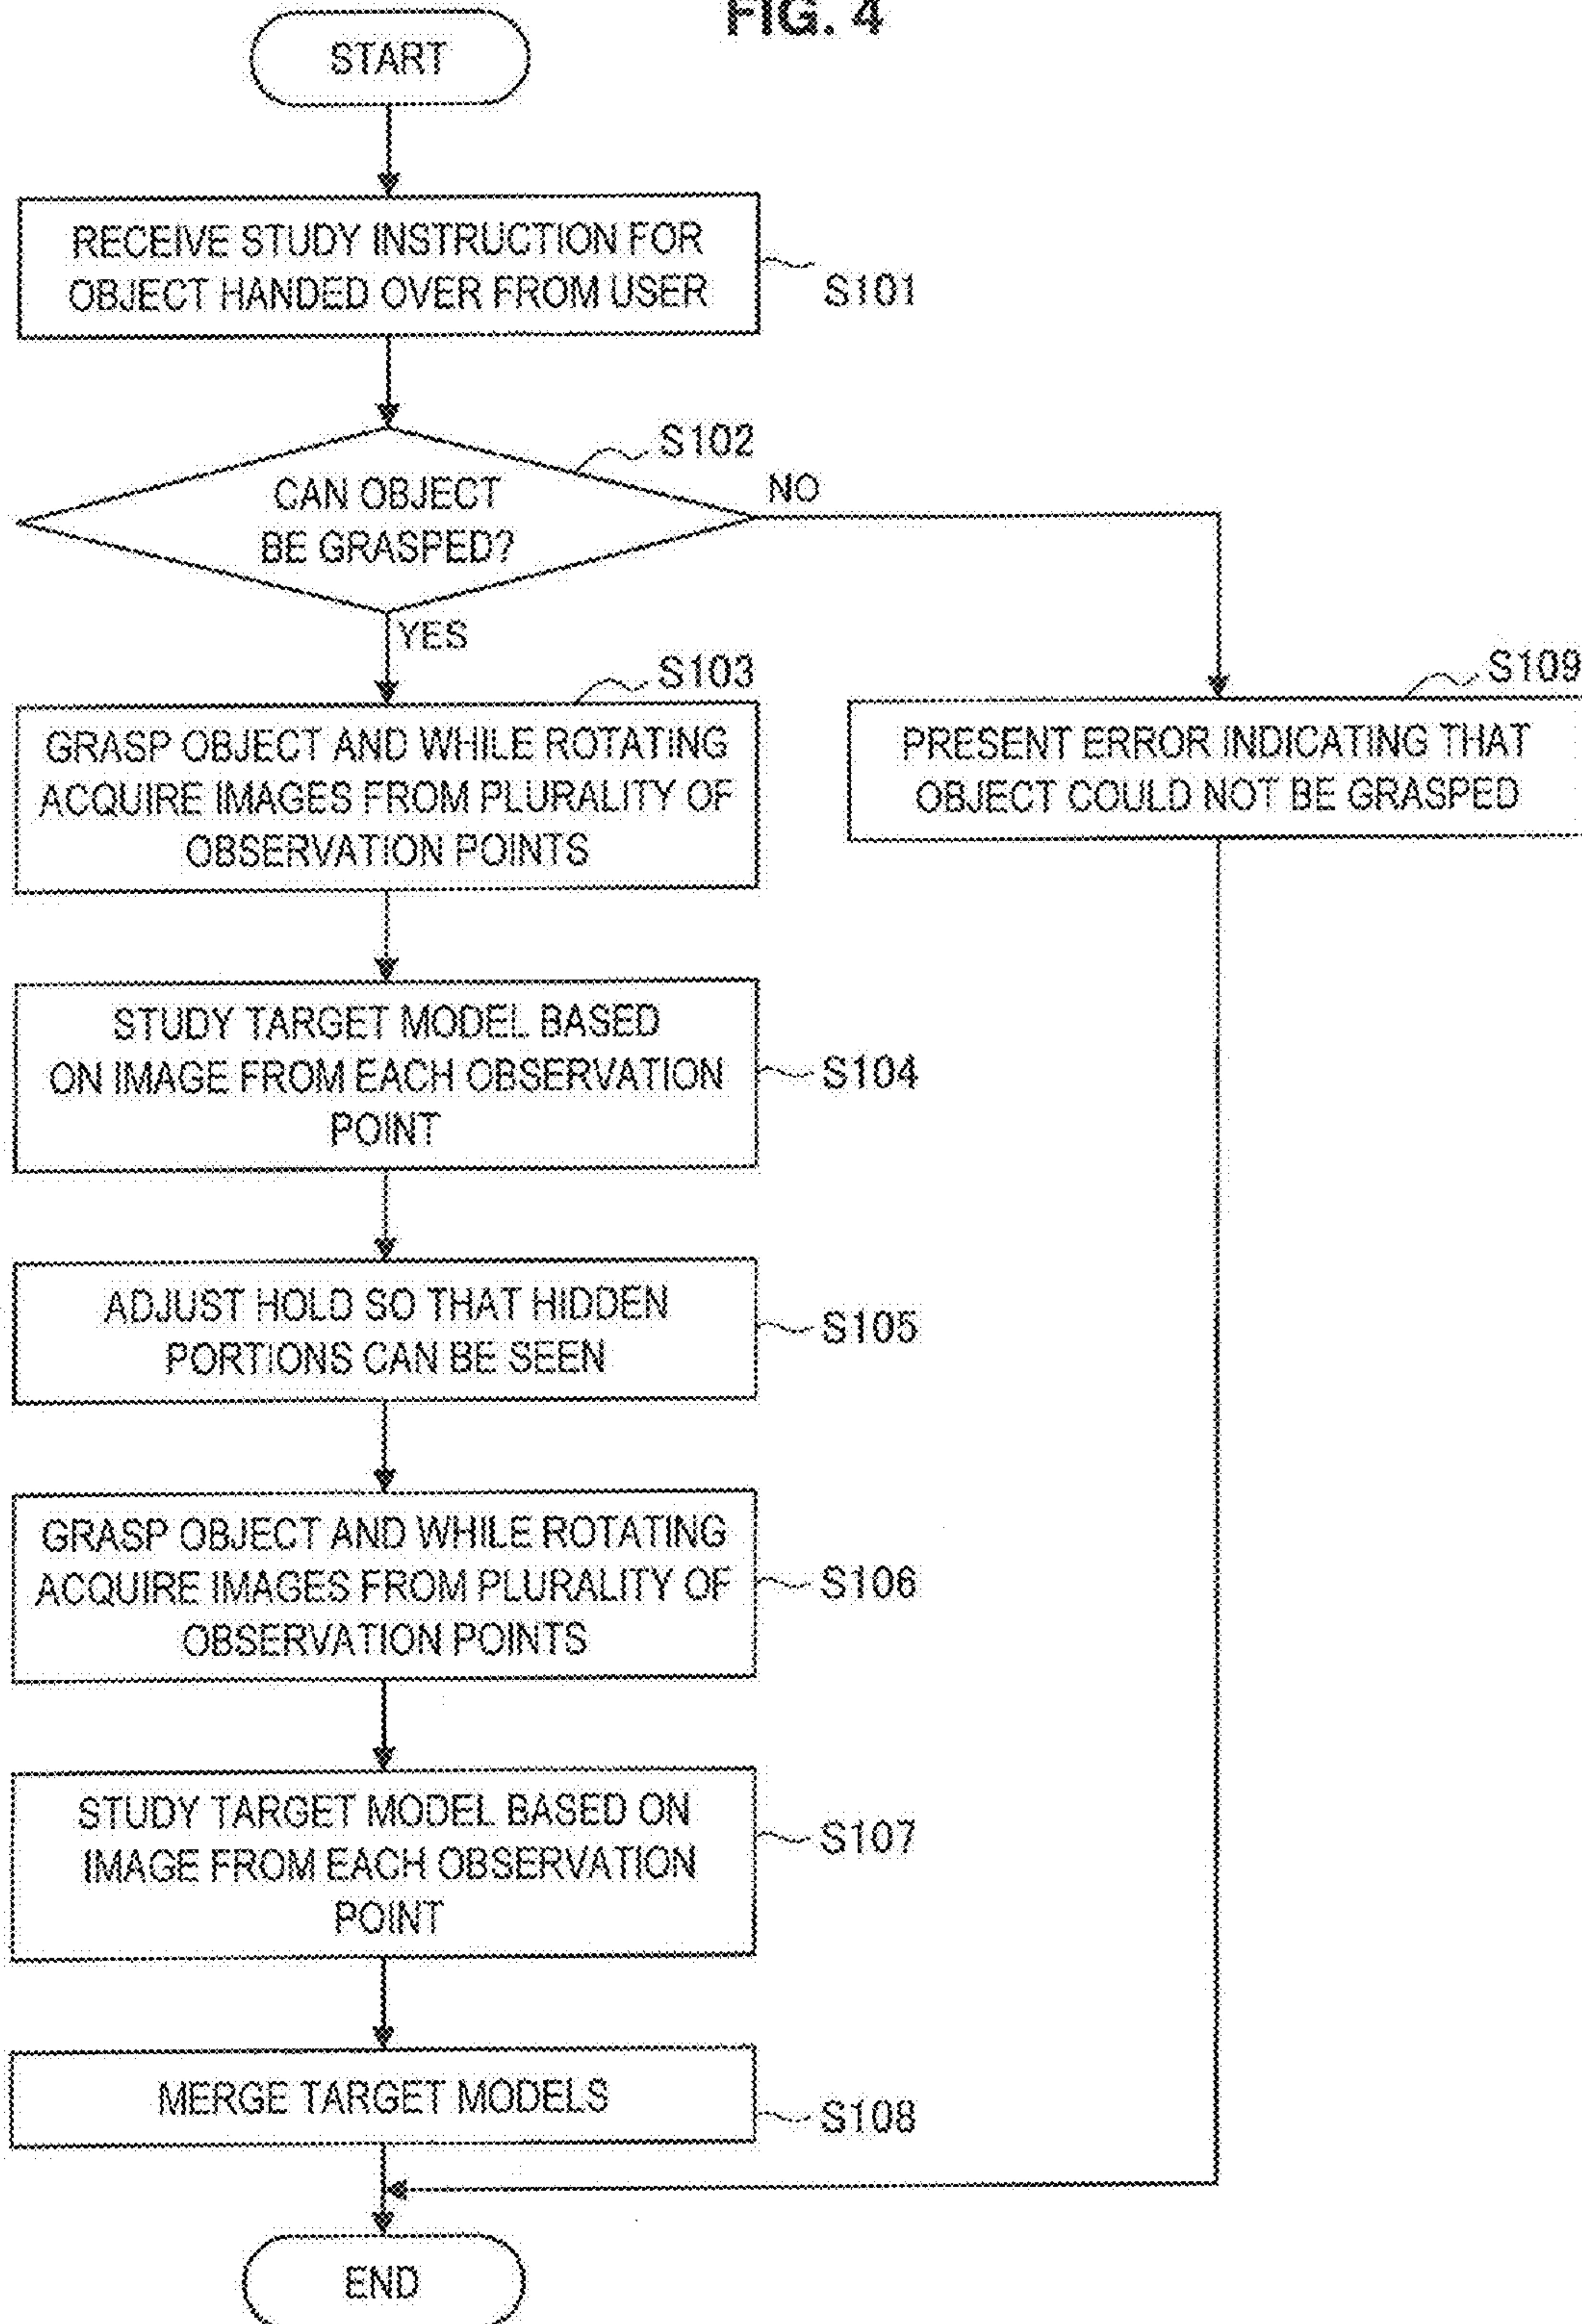 FIG. 4
START
RECEIVE STUDY INSTRUCTION FOR
OBJECT HANDED OVER FROM USER
S101
S102
CAN OBJECT
BE GRASPED?
NO
YES
S103
GRASP OBJECT AND WHILE ROTATING
ACQUIRE IMAGES FROM PLURALITY OF
OBSERVATION POINTS
S109
PRESENT ERROR INDICATING THAT
OBJECT COULD NOT BE GRASPED
STUDY TARGET MODEL BASED
ON IMAGE FROM EACH OBSERVATION
POINT
S104
ADJUST HOLD SO THAT HIDDEN
PORTIONS CAN BE SEEN
S105
GRASP OBJECT AND WHILE ROTATING
ACQUIRE IMAGES FROM PLURALITY OF
OBSERVATION POINTS
S106
STUDY TARGET MODEL BASED ON
IMAGE FROM EACH OBSERVATION
POINT
S107
MERGE TARGET MODELS
S108
END